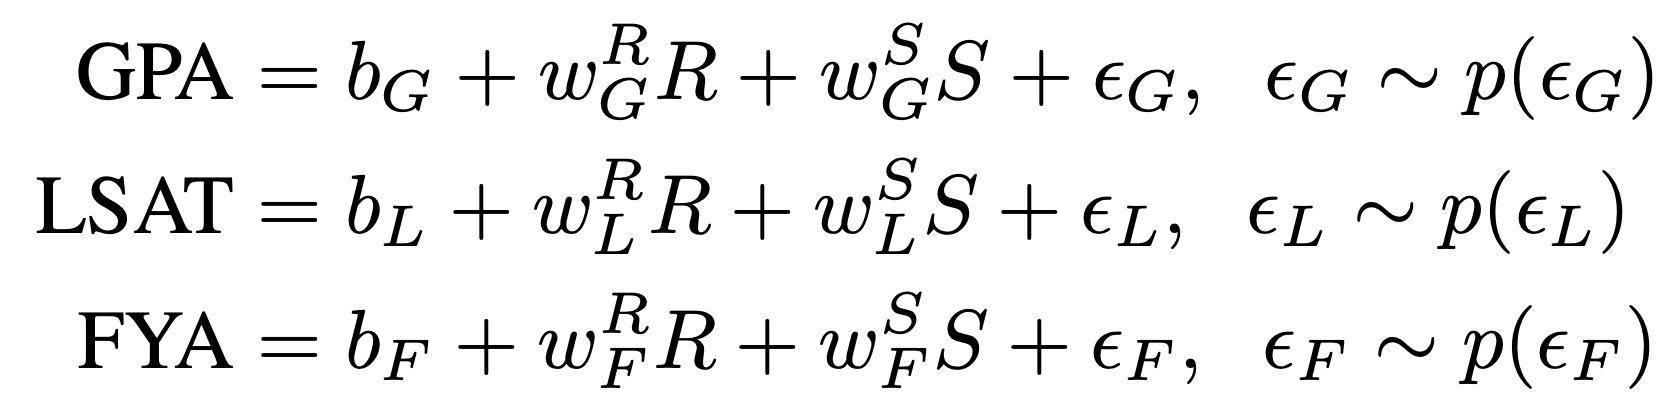 GPA = b_G + w_G^R R + w_G^S S + ϵ_G, ϵ_G ∼ p(ϵ_G)
LSAT = b_L + w_L^R R + w_L^S S + ϵ_L, ϵ_L ∼ p(ϵ_L)
FYA = b_F + w_F^R R + w_F^S S + ϵ_F, ϵ_F ∼ p(ϵ_F)